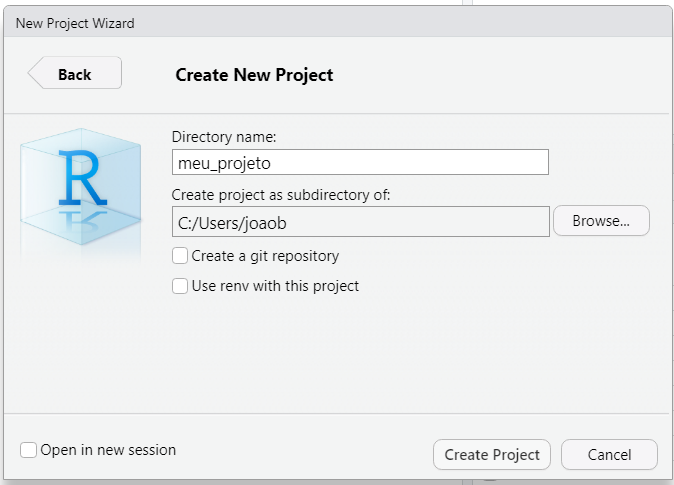 New Project Wizard
Back
Create New Project
R
Directory name:
meu_projeto
Create project as subdirectory of:
C:/Users/joaob
Browse...
Create a git repository
Use renv with this project
Open in new session
Create Project
Cancel